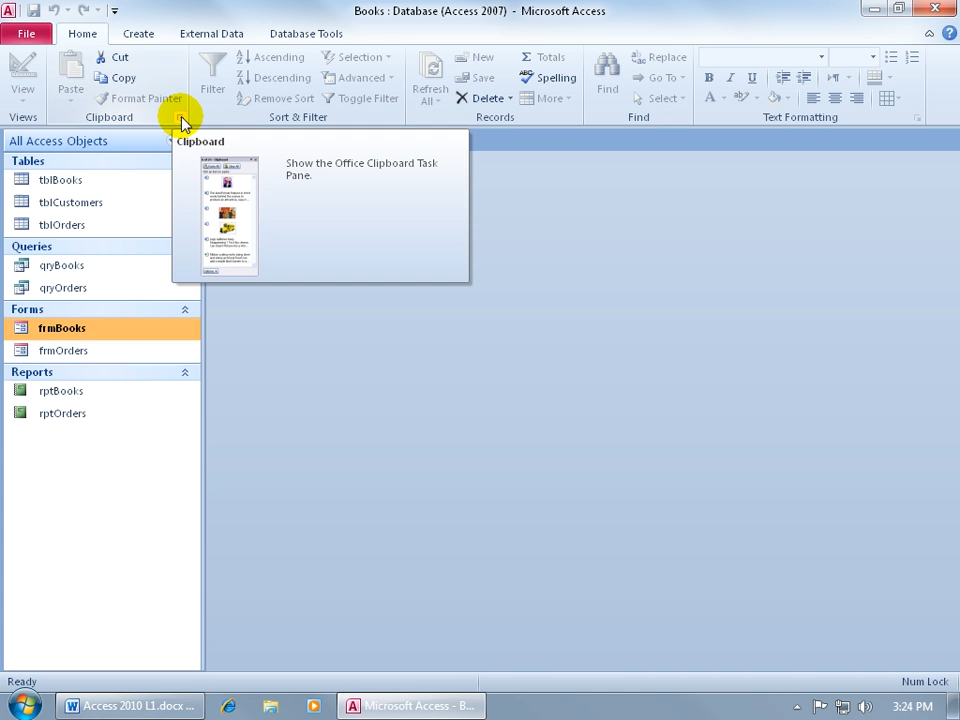 Books : Database (Access 2007) - Microsoft Access
File Home Create External Data Database Tools
View
Views
Paste
Cut
Copy
Format Painter
Clipboard
Filter
Ascending
Descending
Remove Sort
Selection
Advanced
Toggle Filter
Sort & Filter
Refresh
All
New
Save
Delete
Totals
Spelling
More
Records
Find
Replace
Go To
Select
Find
B I U
A
Text Formatting
All Access Objects
Tables
tblBooks
tblCustomers
tblOrders
Queries
qryBooks
qryOrders
Forms
frmBooks
frmOrders
Reports
rptBooks
rptOrders
Clipboard
Show the Office Clipboard Task
Pane.
Ready
Num Lock
Access 2010 L1.docx ...
Microsoft Access - B...
3:24 PM